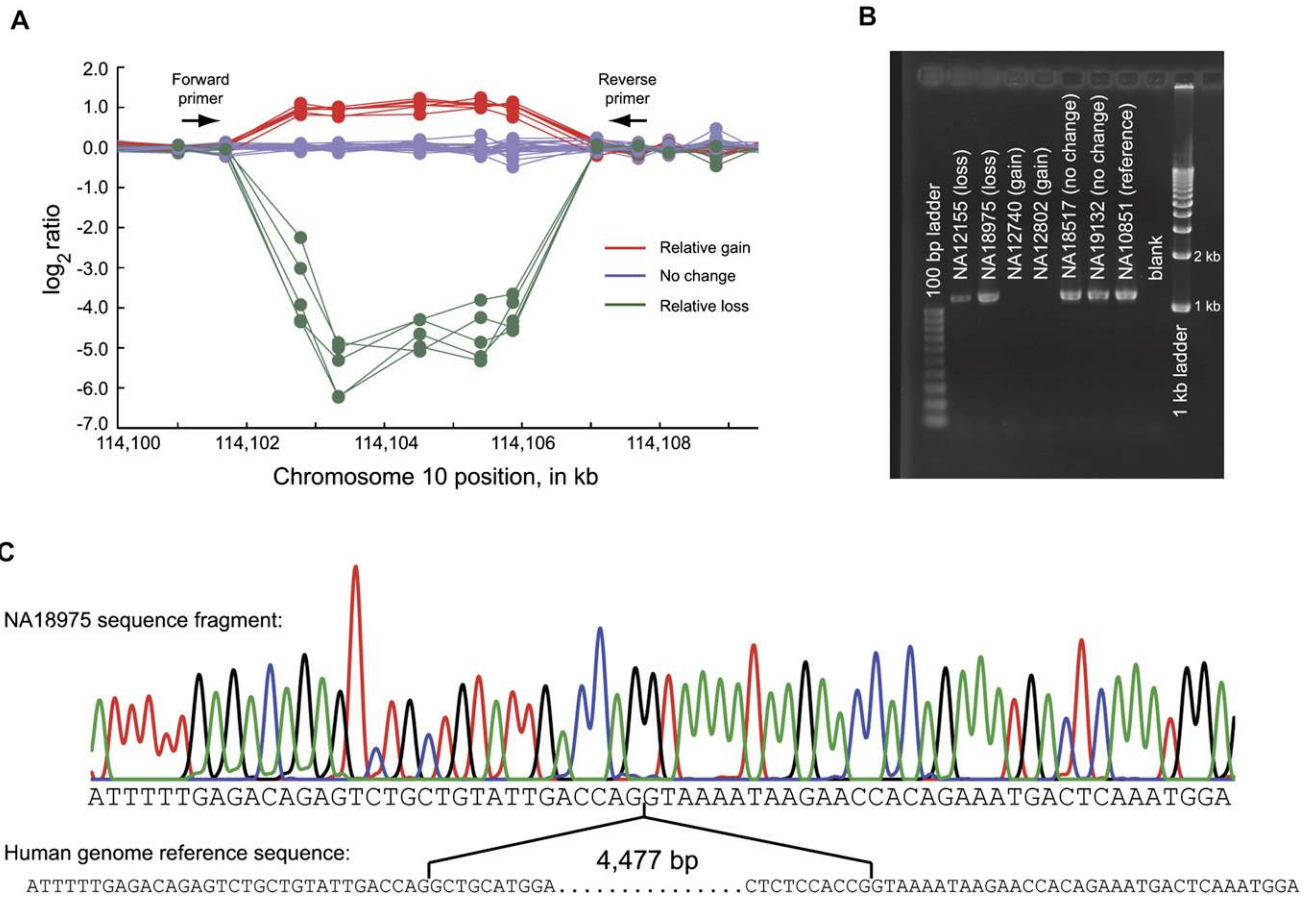 A
2.0
1.0
0.0
-1.0
-2.0
-3.0
-4.0
-5.0
-6.0
-7.0
log2 ratio
Forward
primer
Reverse
primer
Relative gain
No change
Relative loss
114,100
114,102
114,104
114,106
114,108
Chromosome 10 position, in kb
B
100 bp ladder
NA12155 (loss)
NA18975 (loss)
NA12740 (gain)
NA12802 (gain)
NA18517 (no change)
NA19132 (no change)
NA10851 (reference)
blank
2 kb
1 kb
1 kb ladder
C
NA18975 sequence fragment:
ATTTTTGAGACAGAGTCTGCTGTATTGACCAGGTAAAATAAGAACCACAGAAATGACTCAAATGGA
4,477 bp
Human genome reference sequence:
ATTTTTGAGACAGAGTCTGCTGTATTGACCAGGCTGCATGGA...............CTCTCCACCGGTAAAATAAGAACCACAGAAATGACTCAAATGGA